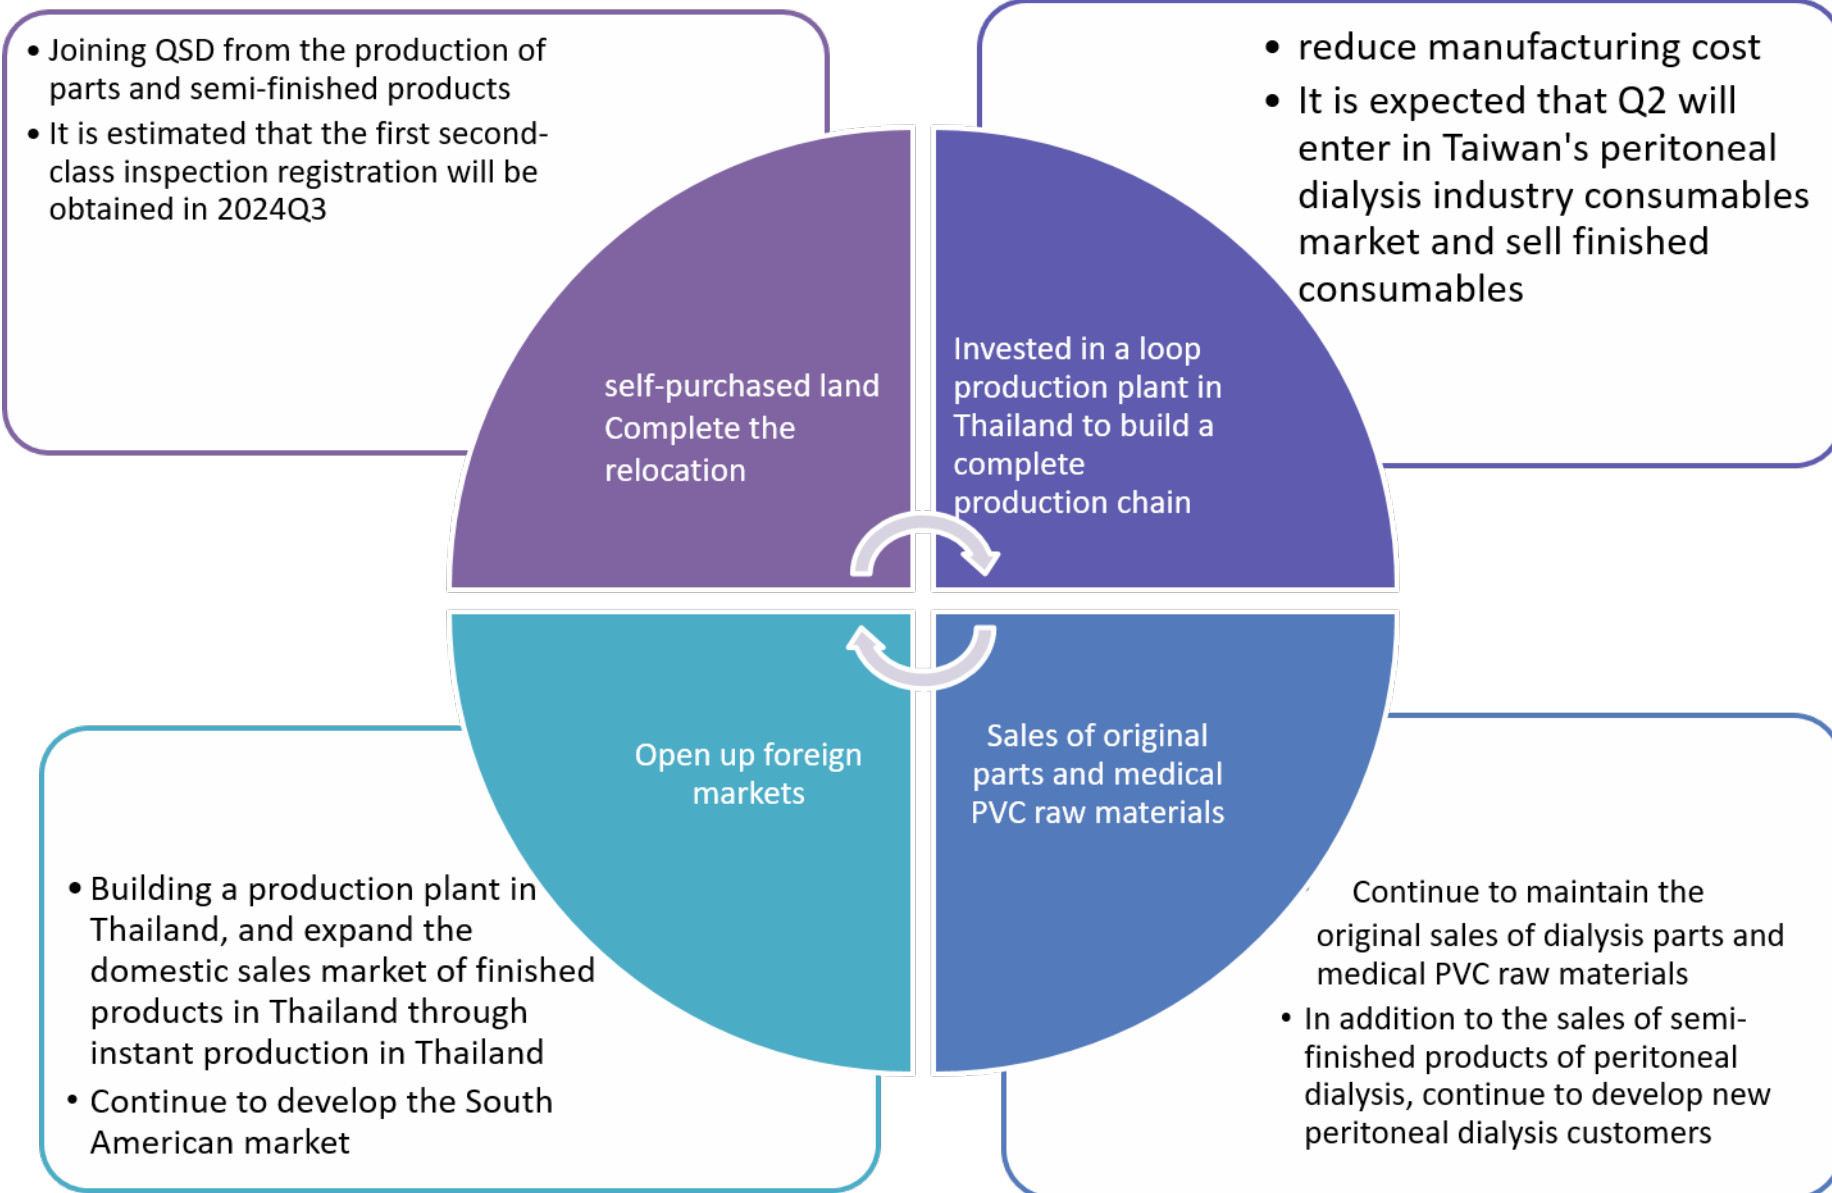 • Joining QSD from the production of
parts and semi-finished products
• It is estimated that the first second-
class inspection registration will be
obtained in 2024Q3
• reduce manufacturing cost
• It is expected that Q2 will
enter in Taiwan's peritoneal
dialysis industry consumables
market and sell finished
consumables
self-purchased land
Complete the
relocation
Invested in a loop
production plant in
Thailand to build a
complete
production chain
Open up foreign
markets
Sales of original
parts and medical
PVC raw materials
• Building a production plant in
Thailand, and expand the
domestic sales market of finished
products in Thailand through
instant production in Thailand
• Continue to develop the South
American market
Continue to maintain the
original sales of dialysis parts and
medical PVC raw materials
• In addition to the sales of semi-
finished products of peritoneal
dialysis, continue to develop new
peritoneal dialysis customers